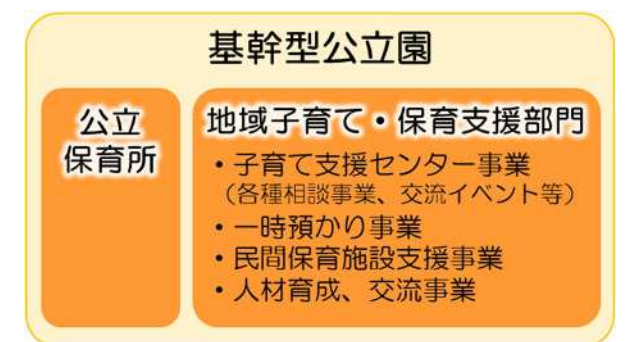 基幹型公立園
公立
保育所
地域子育て・保育支援部門
・子育て支援センター事業
（各種相談事業、交流イベント等）
・一時預かり事業
・民間保育施設支援事業
・人材育成、交流事業